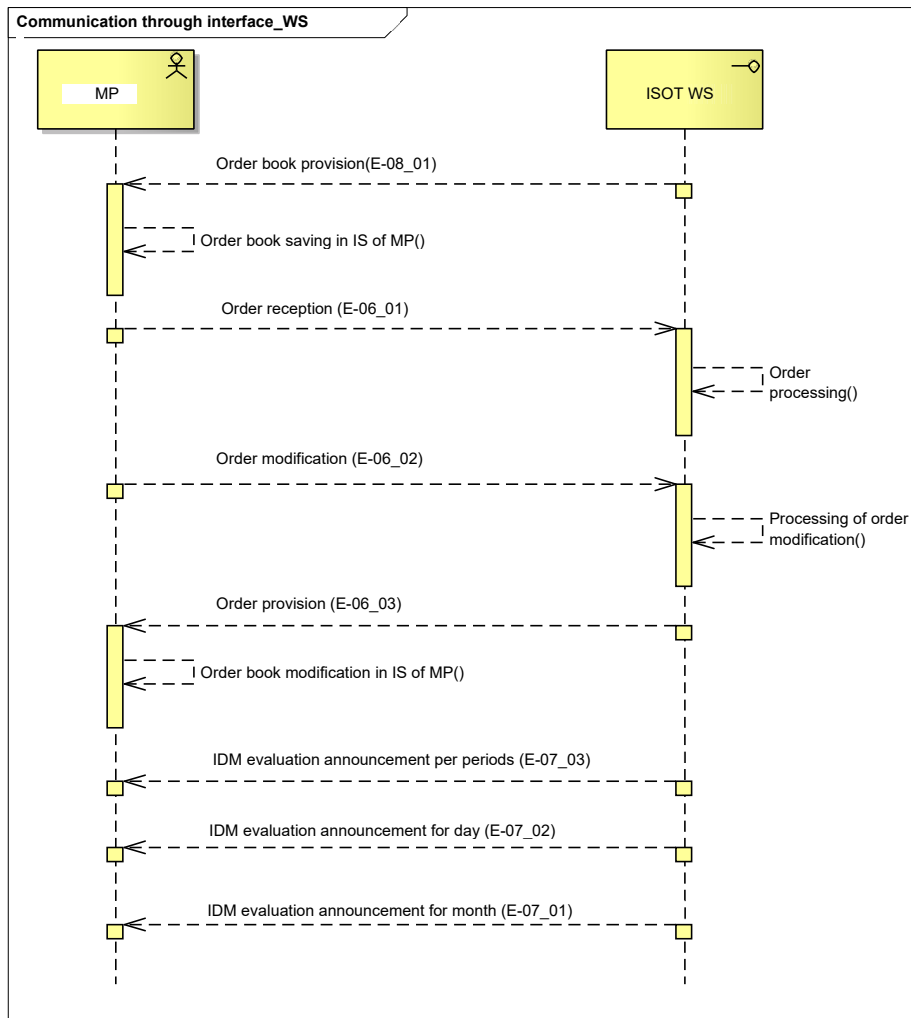 Communication through interface_WS
MP
ISOT WS
Order book provision(E-08_01)
Order book saving in IS of MP()
Order reception (E-06_01)
Order
processing()
Order modification (E-06_02)
Processing of order
modification()
Order provision (E-06_03)
Order book modification in IS of MP()
IDM evaluation announcement per periods (E-07_03)
IDM evaluation announcement for day (E-07_02)
IDM evaluation announcement for month (E-07_01)